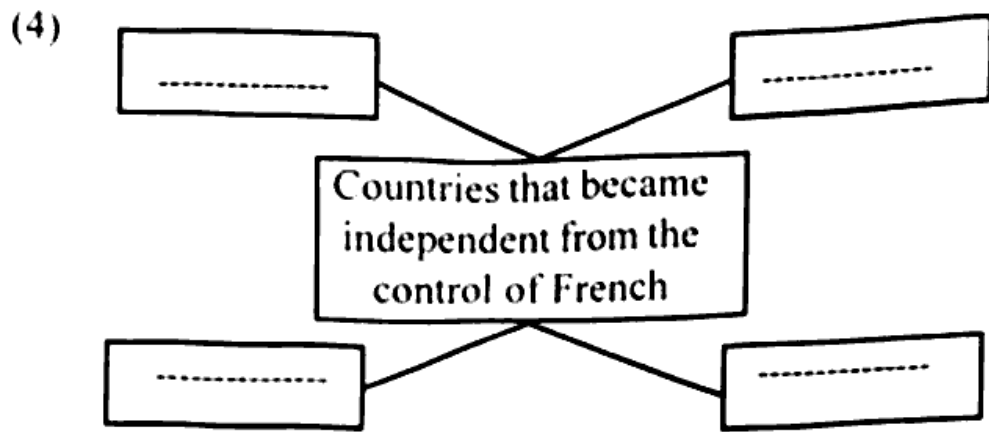 (4)
Countries that became
independent from the
control of French